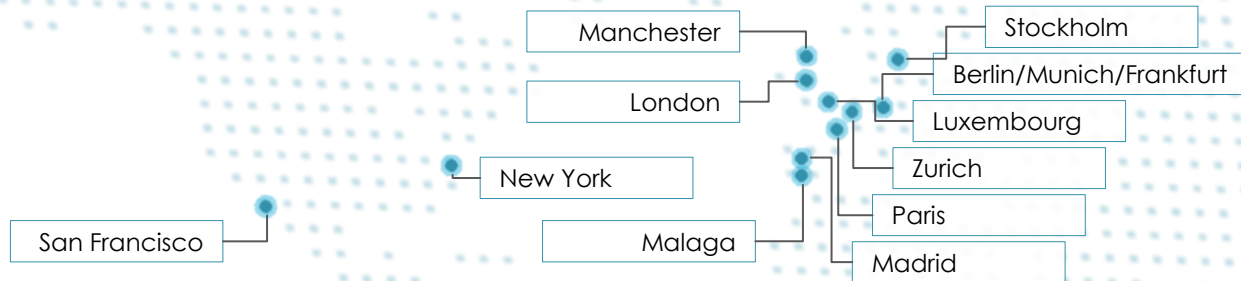 Manchester
Stockholm
Berlin/Munich/Frankfurt
London
Luxembourg
New York
Zurich
Paris
San Francisco
Malaga
Madrid